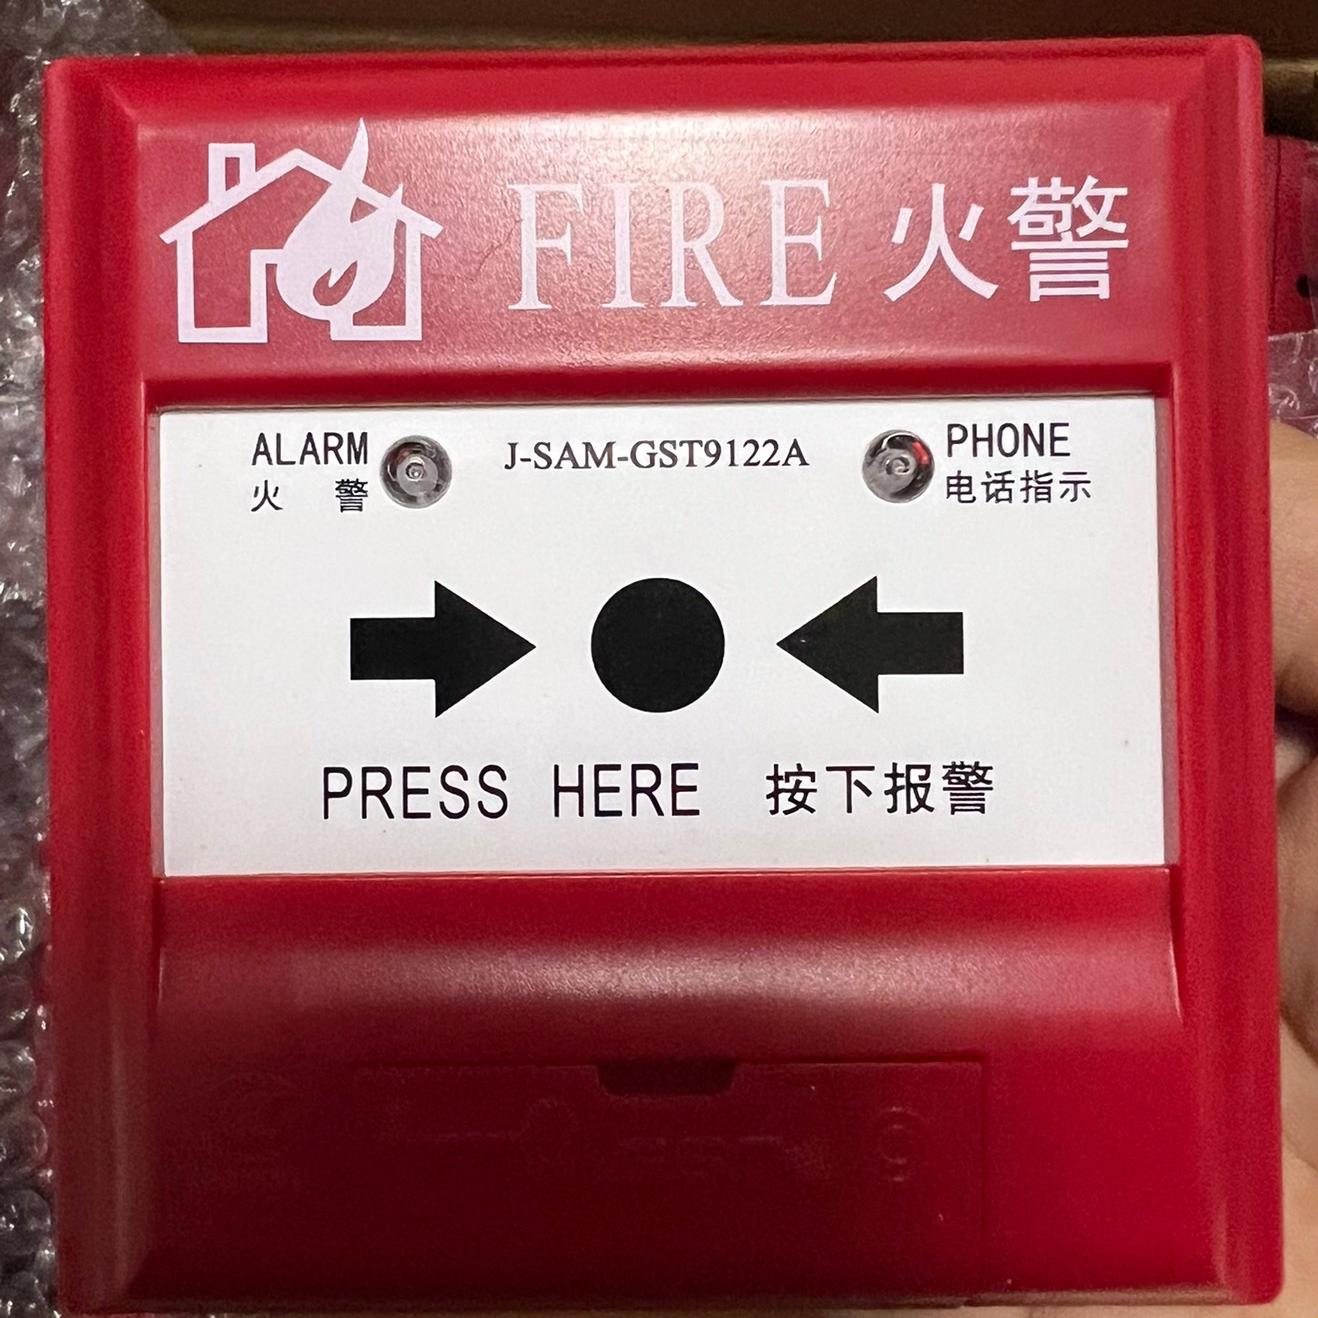 FIRE 火警
ALARM
火 警
J-SAM-GST9122A
PHONE
电话指示
PRESS HERE 按下报警